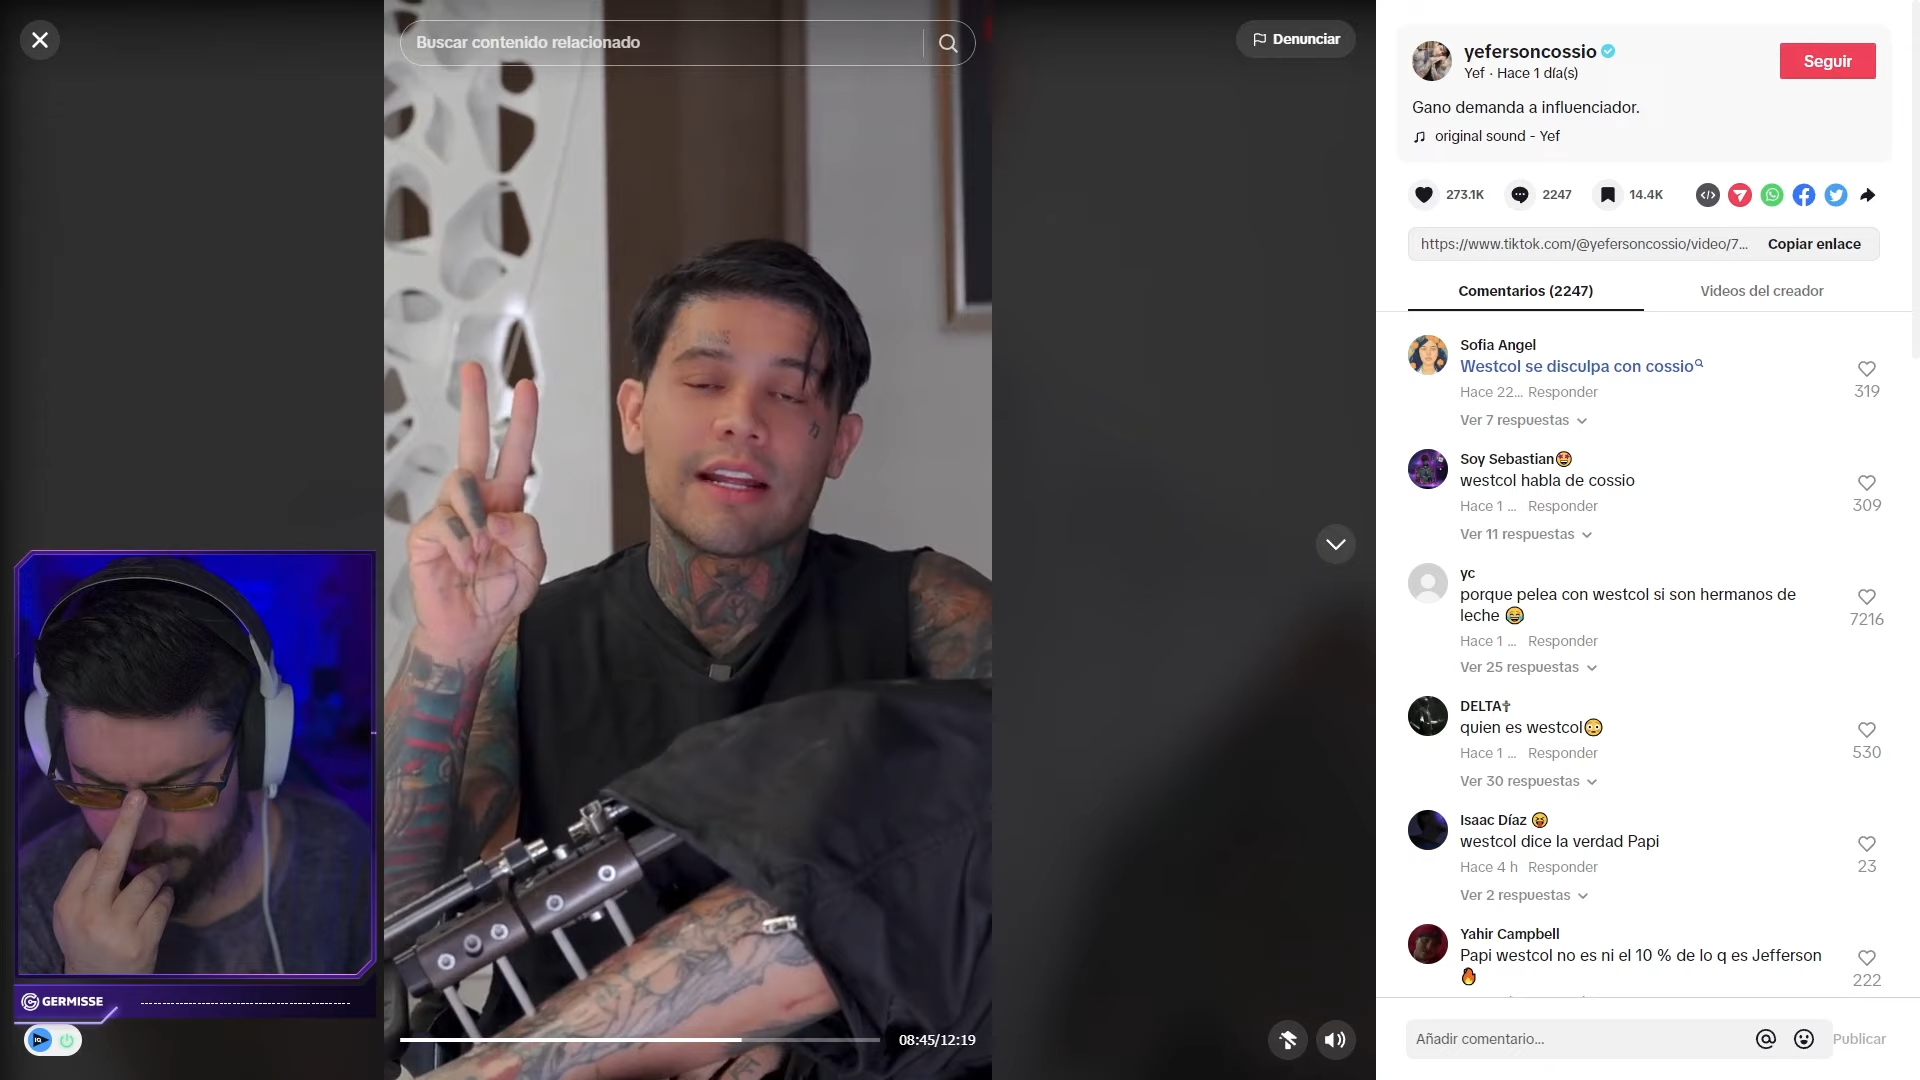 Buscar contenido relacionado
Denunciar
GERMISSE
08:45/12:19
yefersoncossio
Yef · Hace 1 día(s)
Seguir
Gano demanda a influenciador.
original sound - Yef
273.1K
2247
14.4K
https://www.tiktok.com/@yefersoncossio/video/7...
Copiar enlace
Comentarios (2247)
Videos del creador
Sofia Angel
Westcol se disculpa con cossio
Hace 22... Responder
319
Ver 7 respuestas
Soy Sebastian🤩
westcol habla de cossio
Hace 1 ... Responder
309
Ver 11 respuestas
yc
porque pelea con westcol si son hermanos de
leche 😂
Hace 1 ... Responder
7216
Ver 25 respuestas
DELTA✝
quien es westcol😳
Hace 1 ... Responder
530
Ver 30 respuestas
Isaac Díaz 😝
westcol dice la verdad Papi
Hace 4 h Responder
23
Ver 2 respuestas
Yahir Campbell
Papi westcol no es ni el 10 % de lo q es Jefferson
🔥
222
Añadir comentario...
Publicar